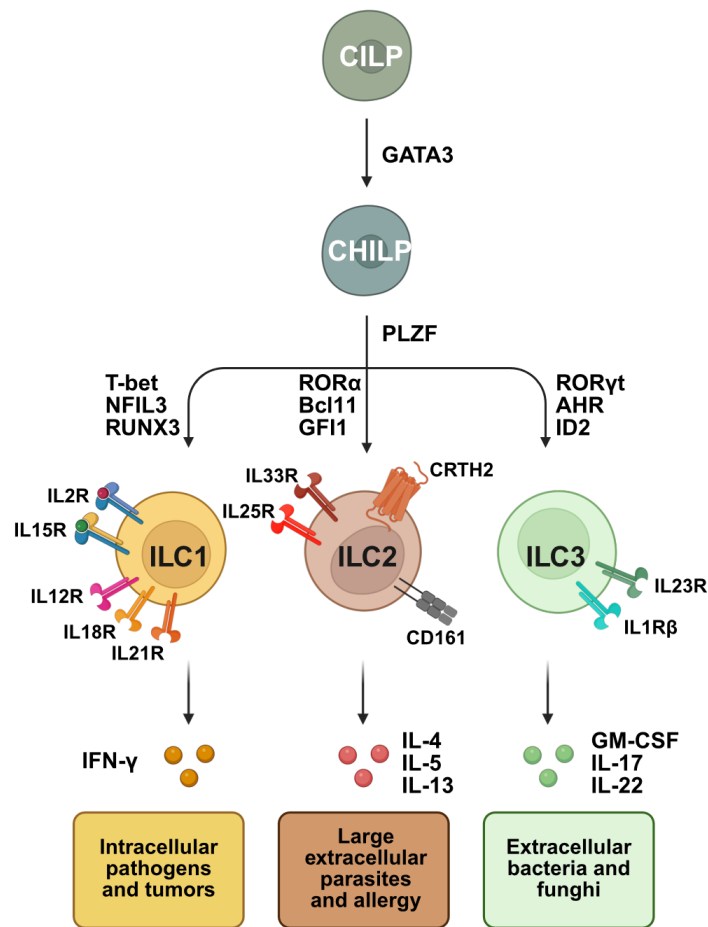 CILP
GATA3
CHILP
PLZF
T-bet
NFIL3
RUNX3
RORα
Bcl11
GFI1
RORγt
AHR
ID2
IL2R
IL15R
IL12R
IL18R
IL21R
ILC1
IL33R
IL25R
CRTH2
ILC2
CD161
ILC3
IL23R
IL1Rβ
IFN-γ
IL-4
IL-5
IL-13
GM-CSF
IL-17
IL-22
Intracellular
pathogens
and tumors
Large
extracellular
parasites
and allergy
Extracellular
bacteria and
funghi